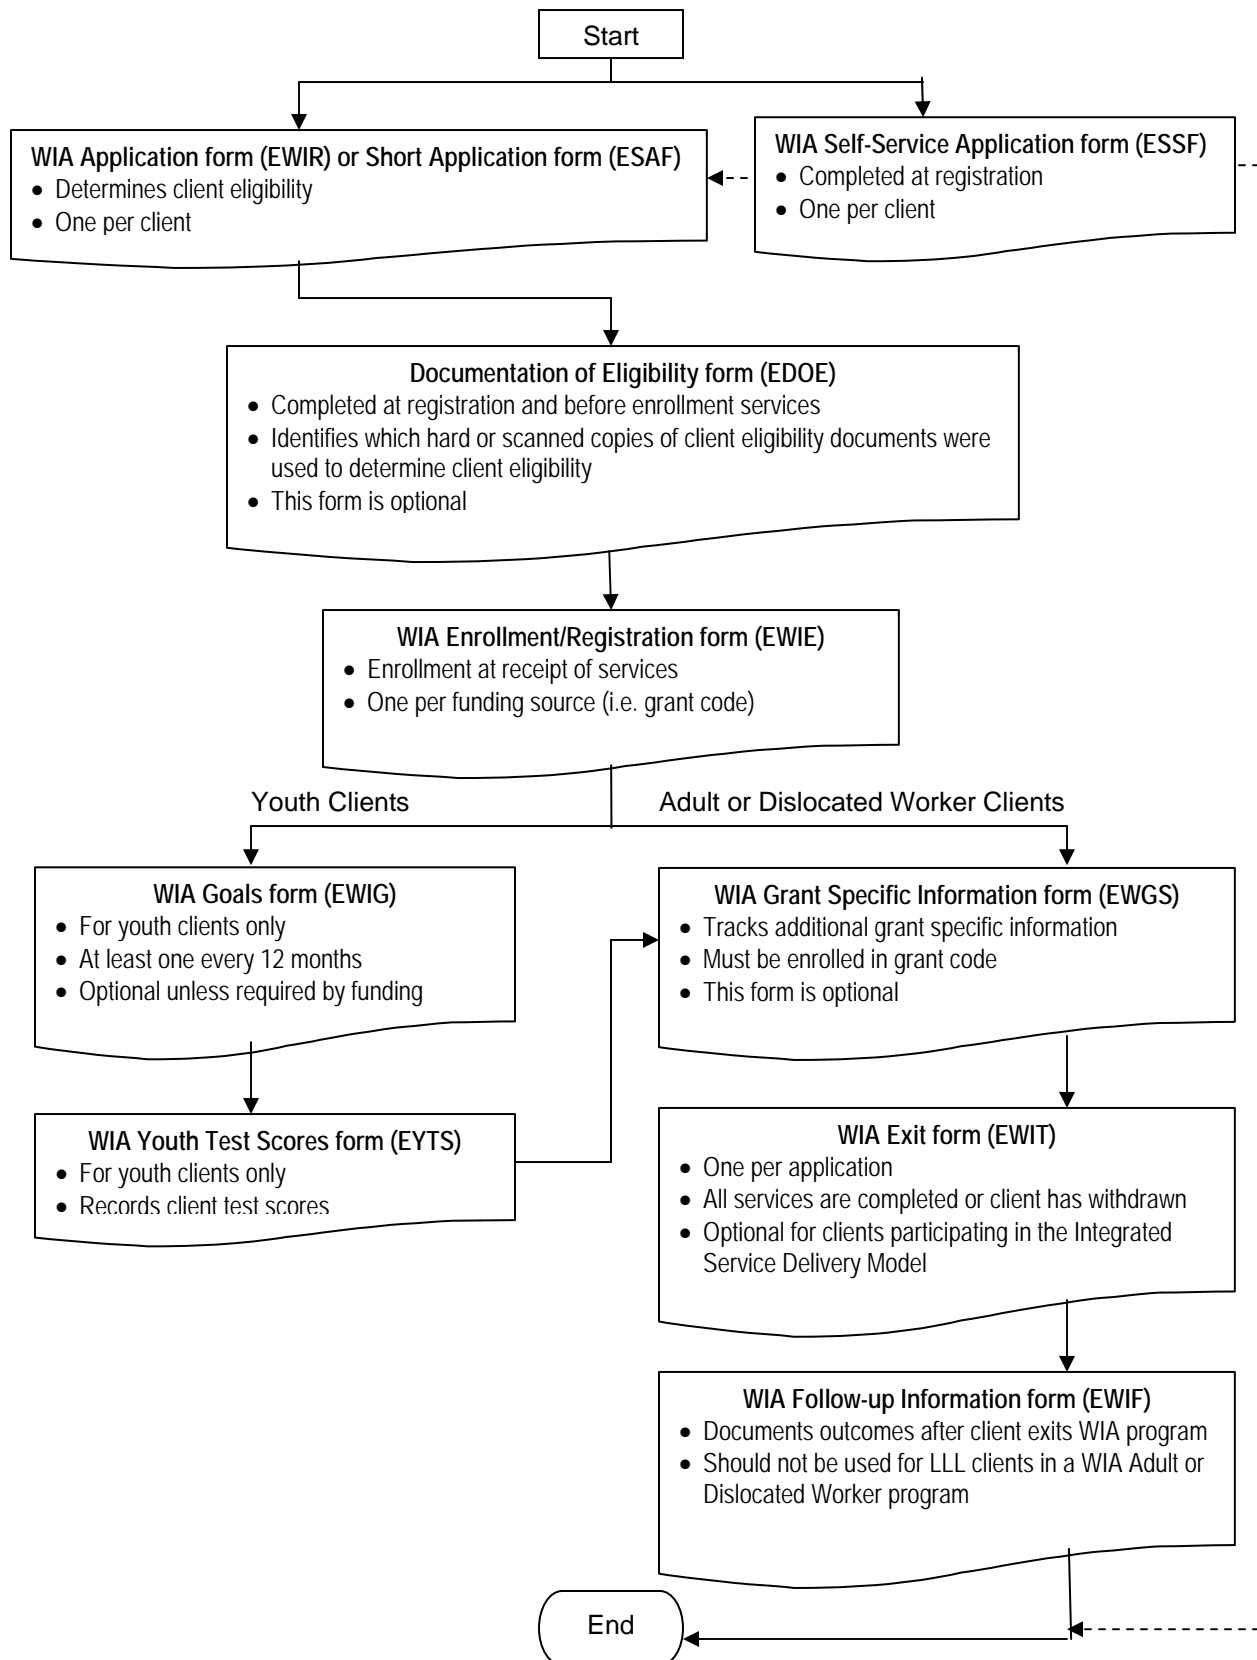 Start
WIA Application form (EWIR) or Short Application form (ESAF)
• Determines client eligibility
• One per client
WIA Self-Service Application form (ESSF)
• Completed at registration
• One per client
Documentation of Eligibility form (EDOE)
• Completed at registration and before enrollment services
• Identifies which hard or scanned copies of client eligibility documents were
used to determine client eligibility
• This form is optional
WIA Enrollment/Registration form (EWIE)
• Enrollment at receipt of services
• One per funding source (i.e. grant code)
Youth Clients
Adult or Dislocated Worker Clients
WIA Goals form (EWIG)
• For youth clients only
• At least one every 12 months
• Optional unless required by funding
WIA Youth Test Scores form (EYTS)
• For youth clients only
• Records client test scores
WIA Grant Specific Information form (EWGS)
• Tracks additional grant specific information
• Must be enrolled in grant code
• This form is optional
WIA Exit form (EWIT)
• One per application
• All services are completed or client has withdrawn
• Optional for clients participating in the Integrated
Service Delivery Model
WIA Follow-up Information form (EWIF)
• Documents outcomes after client exits WIA program
• Should not be used for LLL clients in a WIA Adult or
Dislocated Worker program
End